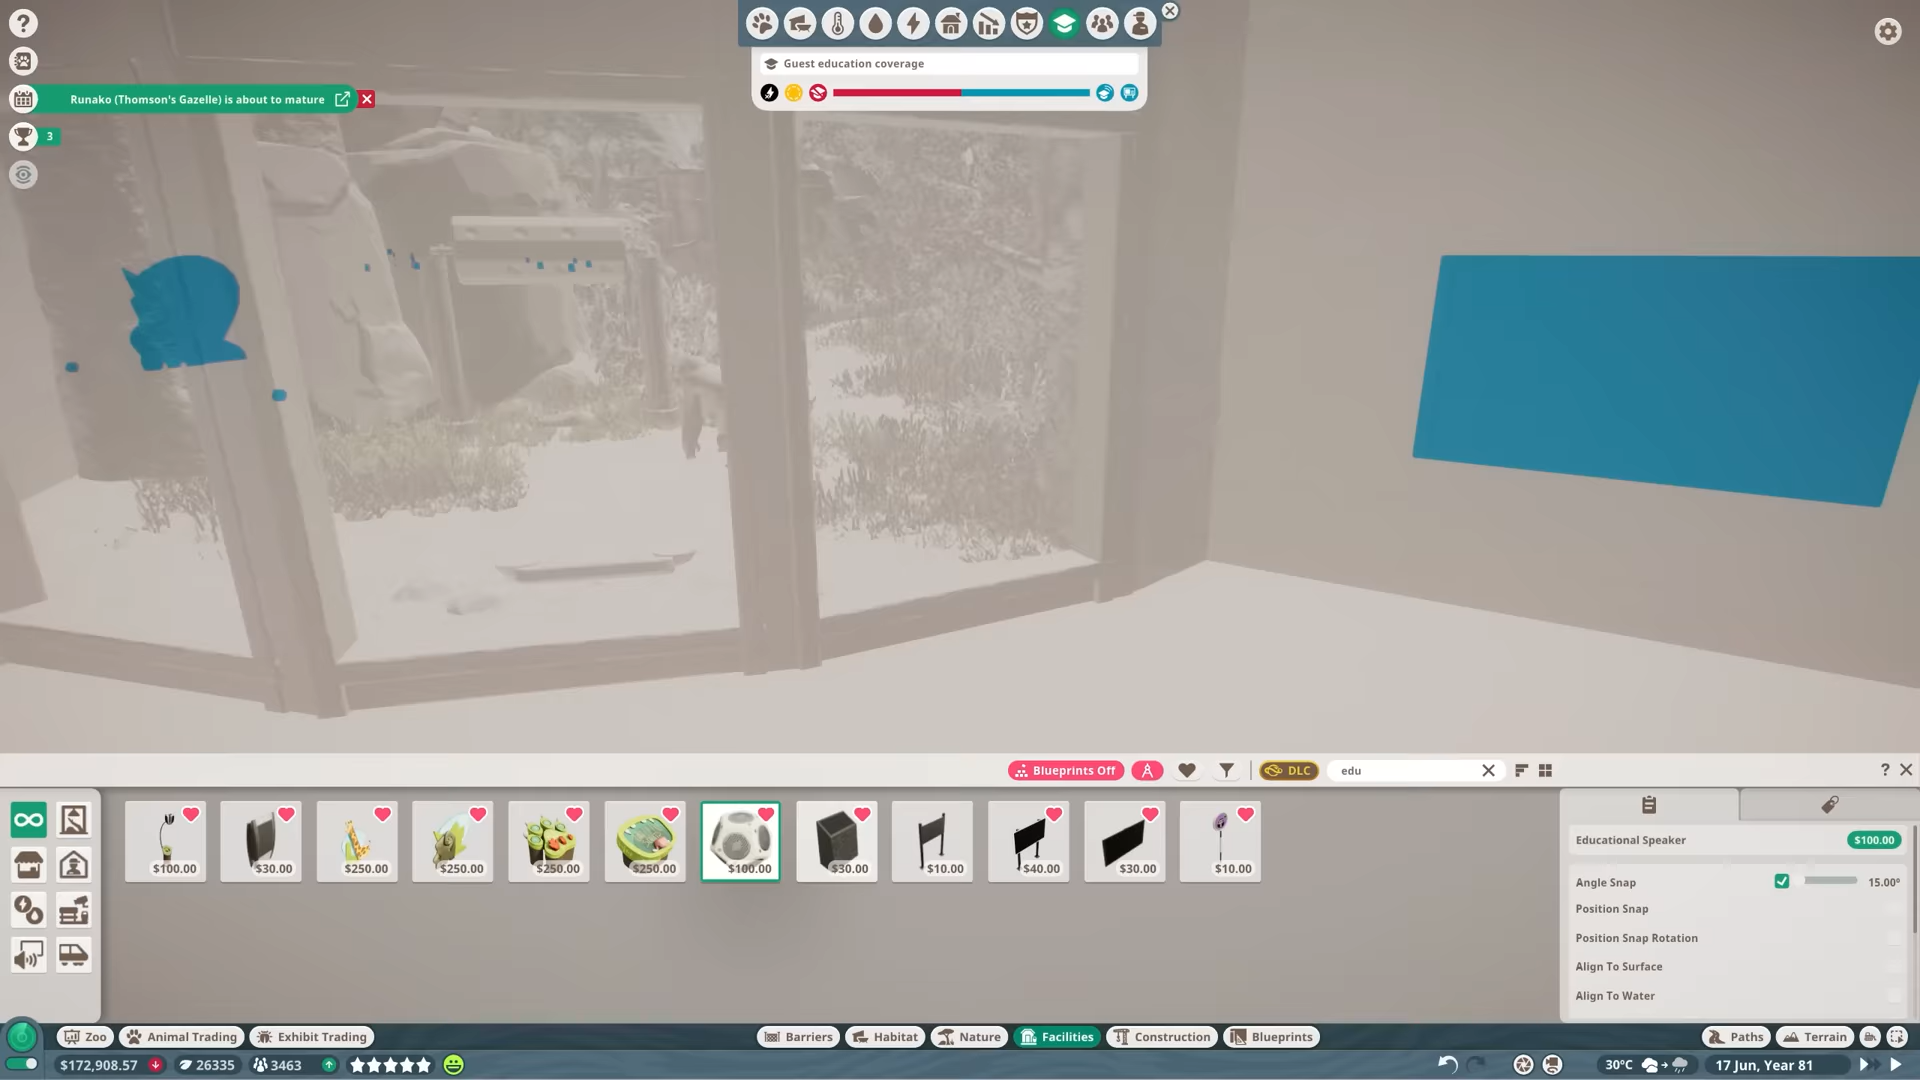 Guest education coverage
Runako (Thomson's Gazelle) is about to mature
3
Blueprints Off
DLC
edu
?
$100.00
$30.00
$250.00
$250.00
$250.00
$250.00
$100.00
$30.00
$10.00
$40.00
$30.00
$10.00
Educational Speaker
$100.00
Angle Snap
15.00°
Position Snap
Position Snap Rotation
Align To Surface
Align To Water
Zoo
Animal Trading
Exhibit Trading
Barriers
Habitat
Nature
Facilities
Construction
Blueprints
Paths
Terrain
$172,908.57
26335
3463
30°C
17 Jun, Year 81